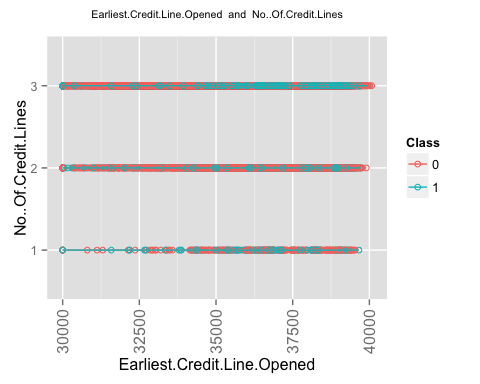 Earliest.Credit.Line.Opened and No..Of.Credit.Lines
No..Of.Credit.Lines
3
2
1
30000
32500
35000
37500
40000
Earliest.Credit.Line.Opened
Class
0
1